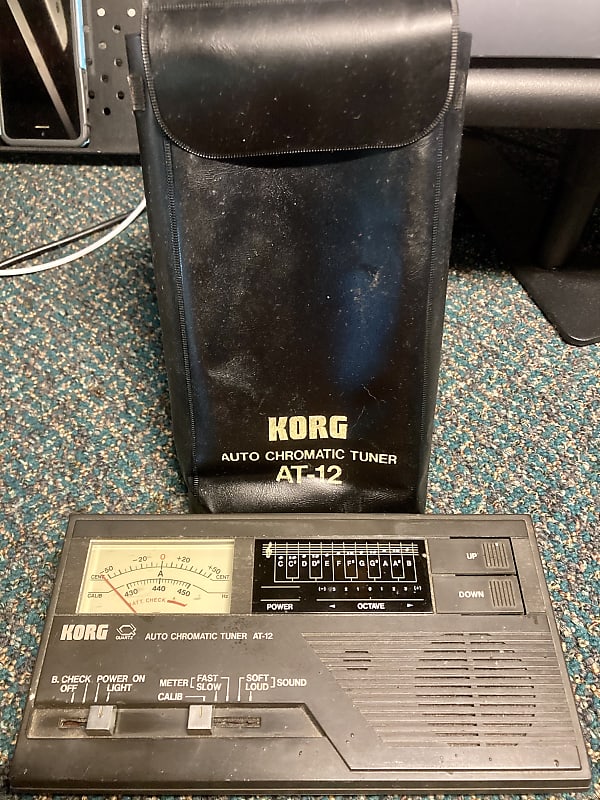 KORG
AUTO CHROMATIC TUNER
AT-12
-50 -20 0 +20 +50
CENT A CENT
430 440 450
CALIB Hz
BATT. CHECK
C C# D D# E F F# G G# A A# B
POWER ◄ OCTAVE ►
UP
DOWN
KORG QUARTZ AUTO CHROMATIC TUNER AT-12
B. CHECK POWER ON
OFF LIGHT
METER FAST SOFT SOUND
SLOW LOUD
CALIB